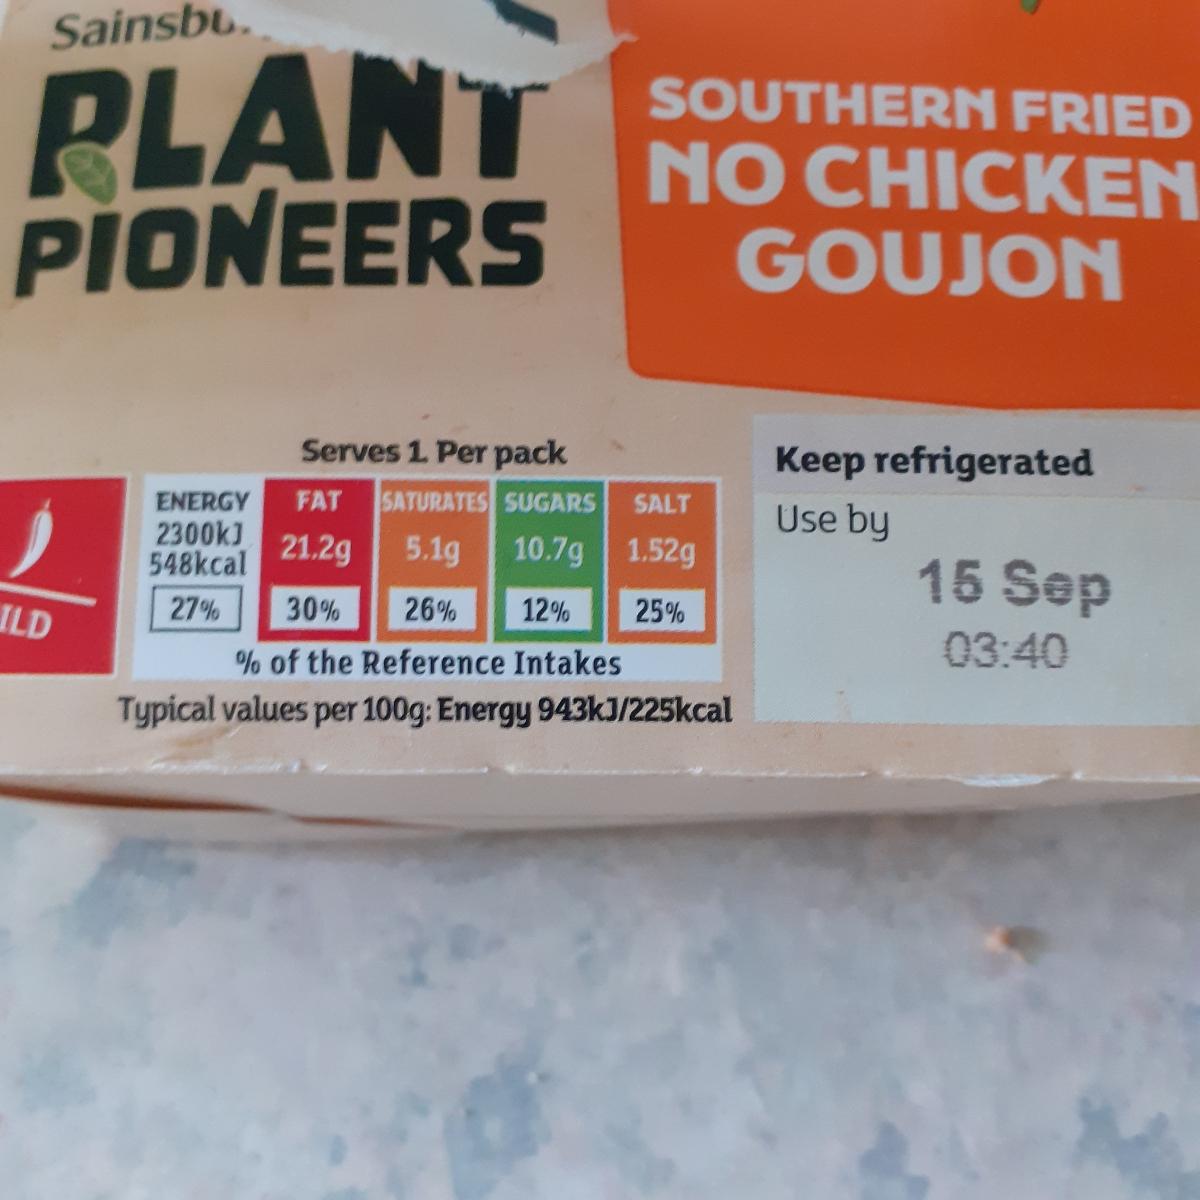 PLANT
PIONEERS
SOUTHERN FRIED
NO CHICKEN
GOUJON
Serves 1 Per pack
ENERGY
2300kJ
548kcal
27%
FAT
21.2g
30%
SATURATES
5.1g
26%
SUGARS
10.7g
12%
SALT
1.52g
25%
% of the Reference Intakes
Typical values per 100g: Energy 943kJ/225kcal
Keep refrigerated
Use by
15 Sep
03:40